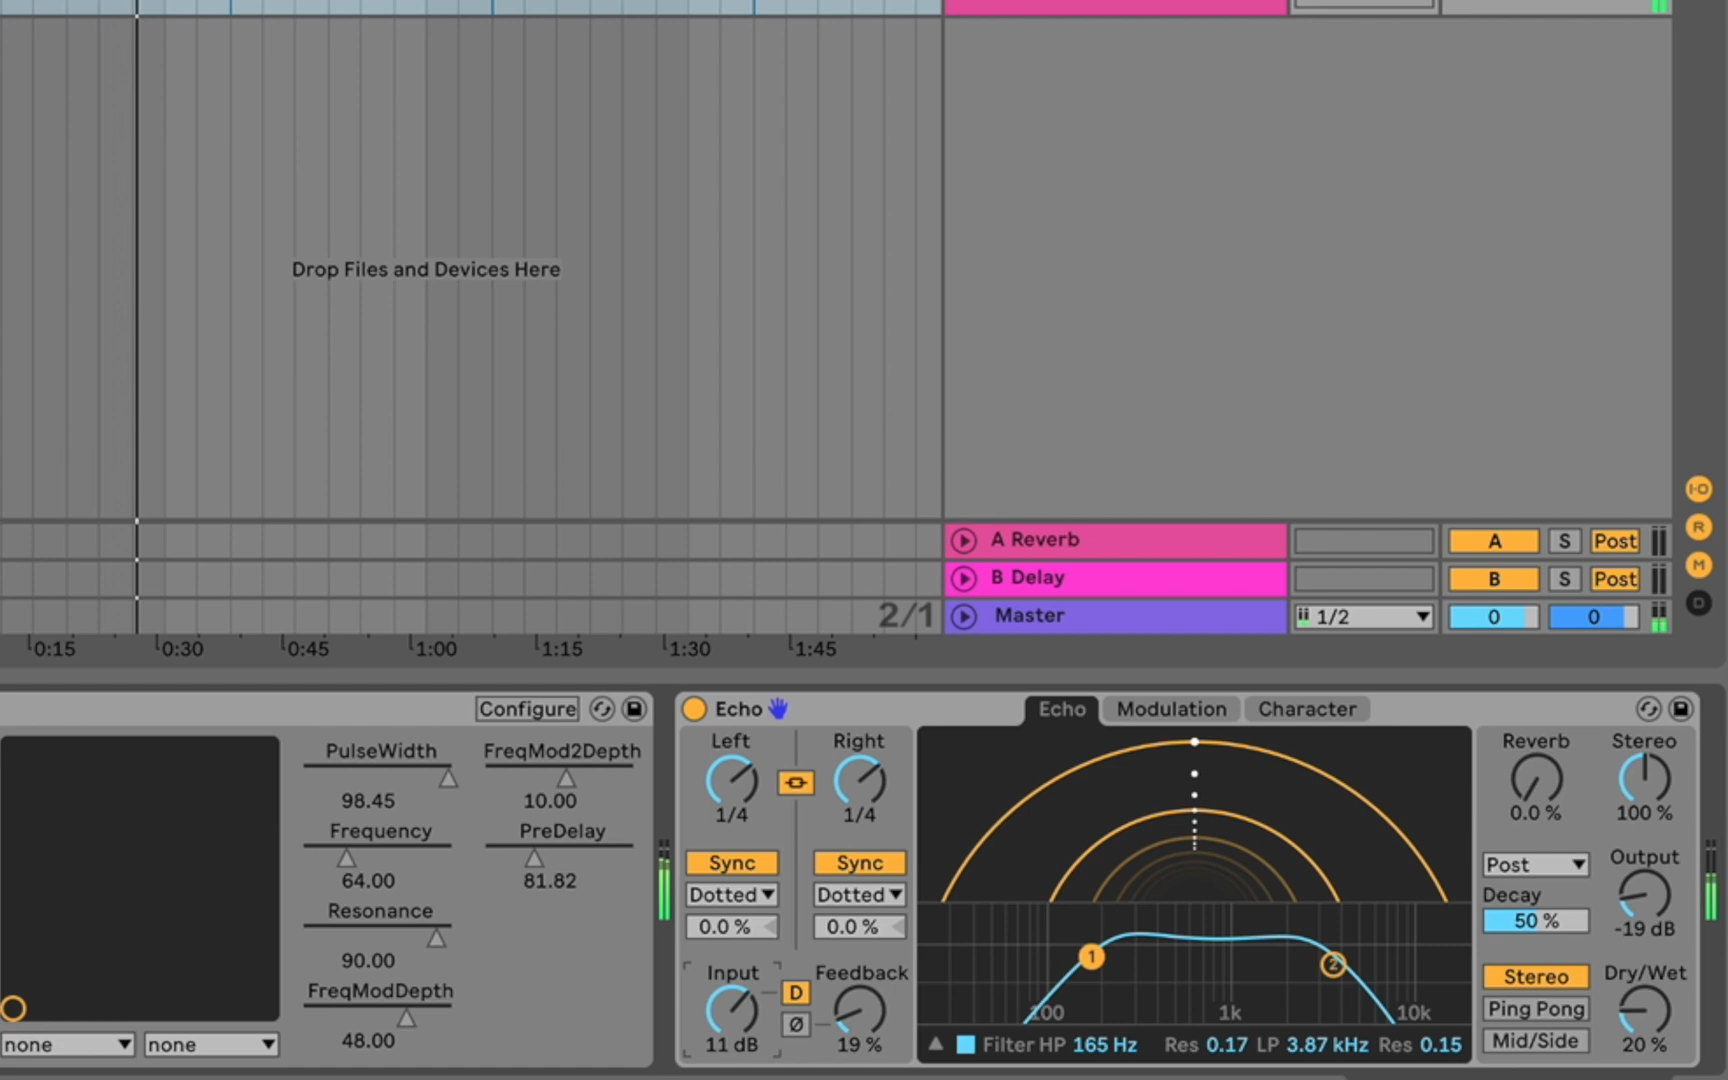 Drop Files and Devices Here
I·O
A Reverb
A
S
Post
R
B Delay
B
S
Post
M
2/1
Master
1/2
0
0
D
0:15
0:30
0:45
1:00
1:15
1:30
1:45
Configure
PulseWidth
98.45
FreqMod2Depth
10.00
Frequency
64.00
PreDelay
81.82
Resonance
90.00
FreqModDepth
48.00
none
none
Echo
Echo
Modulation
Character
Left
1/4
Right
1/4
Sync
Sync
Dotted
Dotted
0.0 %
0.0 %
Input
11 dB
D
Ø
Feedback
19 %
1
2
100
1k
10k
Filter HP 165 Hz Res 0.17 LP 3.87 kHz Res 0.15
Reverb
0.0 %
Stereo
100 %
Post
Decay
50 %
Output
-19 dB
Stereo
Ping Pong
Mid/Side
Dry/Wet
20 %